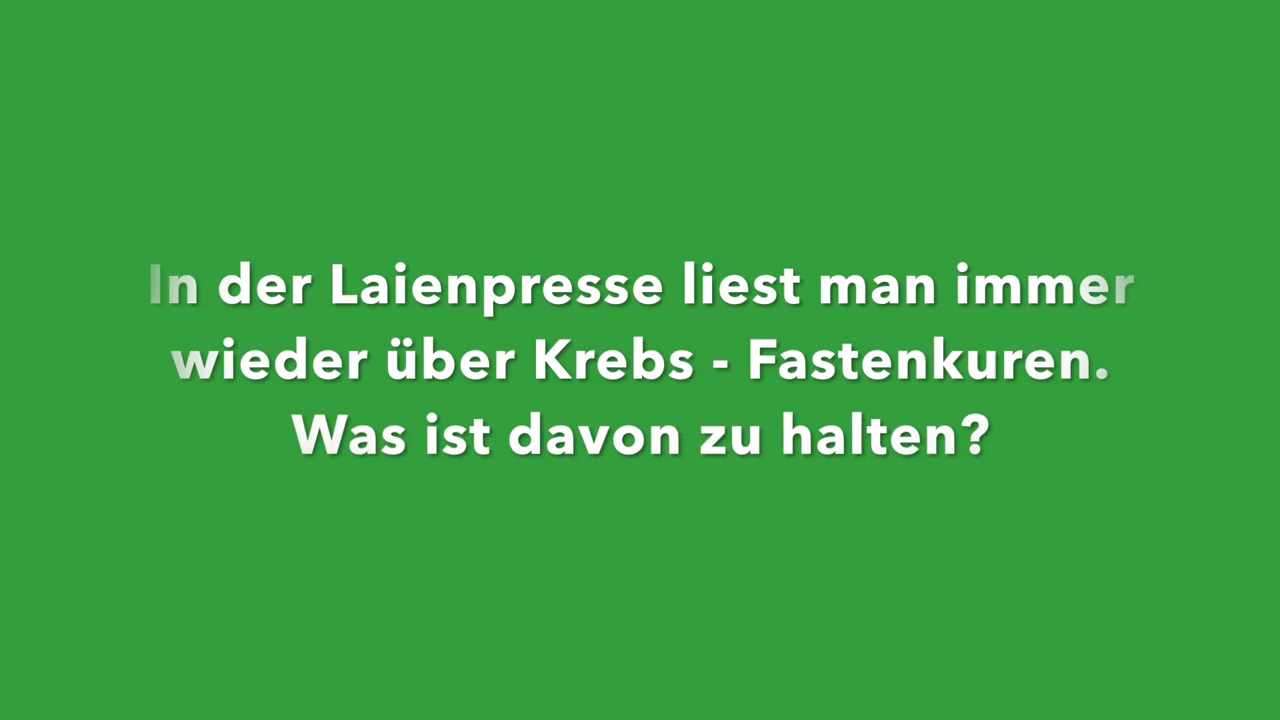 In der Laienpresse liest man immer
wieder über Krebs - Fastenkuren.
Was ist davon zu halten?